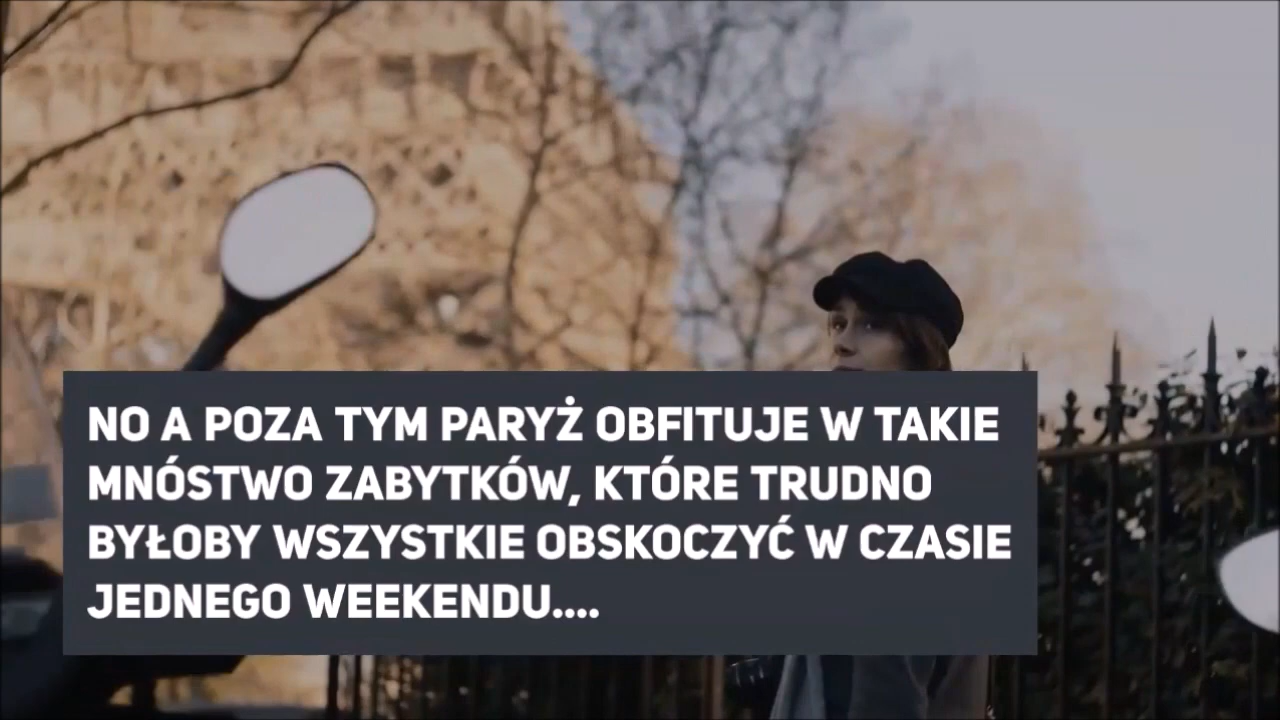 NO A POZA TYM PARYŻ OBFITUJE W TAKIE
MNÓSTWO ZABYTKÓW, KTÓRE TRUDNO
BYŁOBY WSZYSTKIE OBSKOCZYĆ W CZASIE
JEDNEGO WEEKENDU....